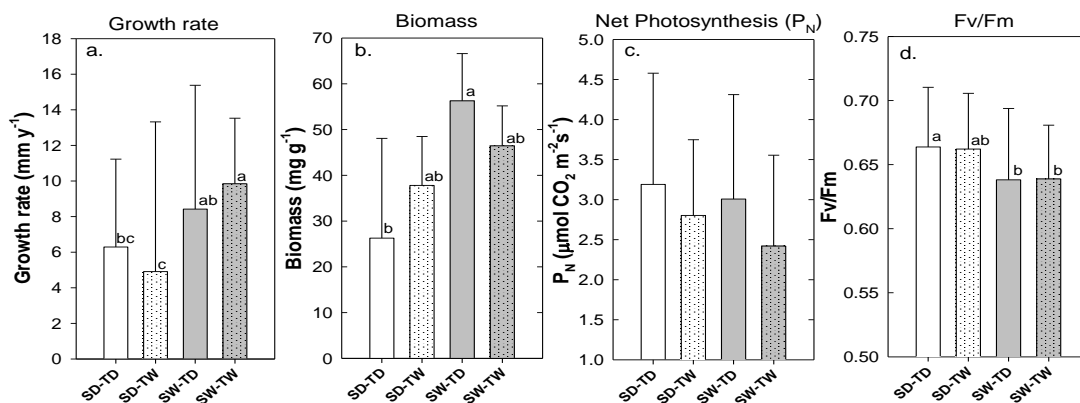 Growth rate
a.
Growth rate (mm y⁻¹)
18
16
14
12
10
8
6
4
2
0
bc
c
ab
a
SD-TD
SD-TW
SW-TD
SW-TW
Biomass
b.
Biomass (mg g⁻¹)
70
60
50
40
30
20
10
0
b
ab
a
ab
SD-TD
SD-TW
SW-TD
SW-TW
Net Photosynthesis (P_N)
c.
P_N (μmol CO₂ m⁻²s⁻¹)
5.0
4.5
4.0
3.5
3.0
2.5
2.0
1.5
1.0
SD-TD
SD-TW
SW-TD
SW-TW
Fv/Fm
d.
Fv/Fm
0.75
0.70
0.65
0.60
0.55
0.50
a
ab
b
b
SD-TD
SD-TW
SW-TD
SW-TW